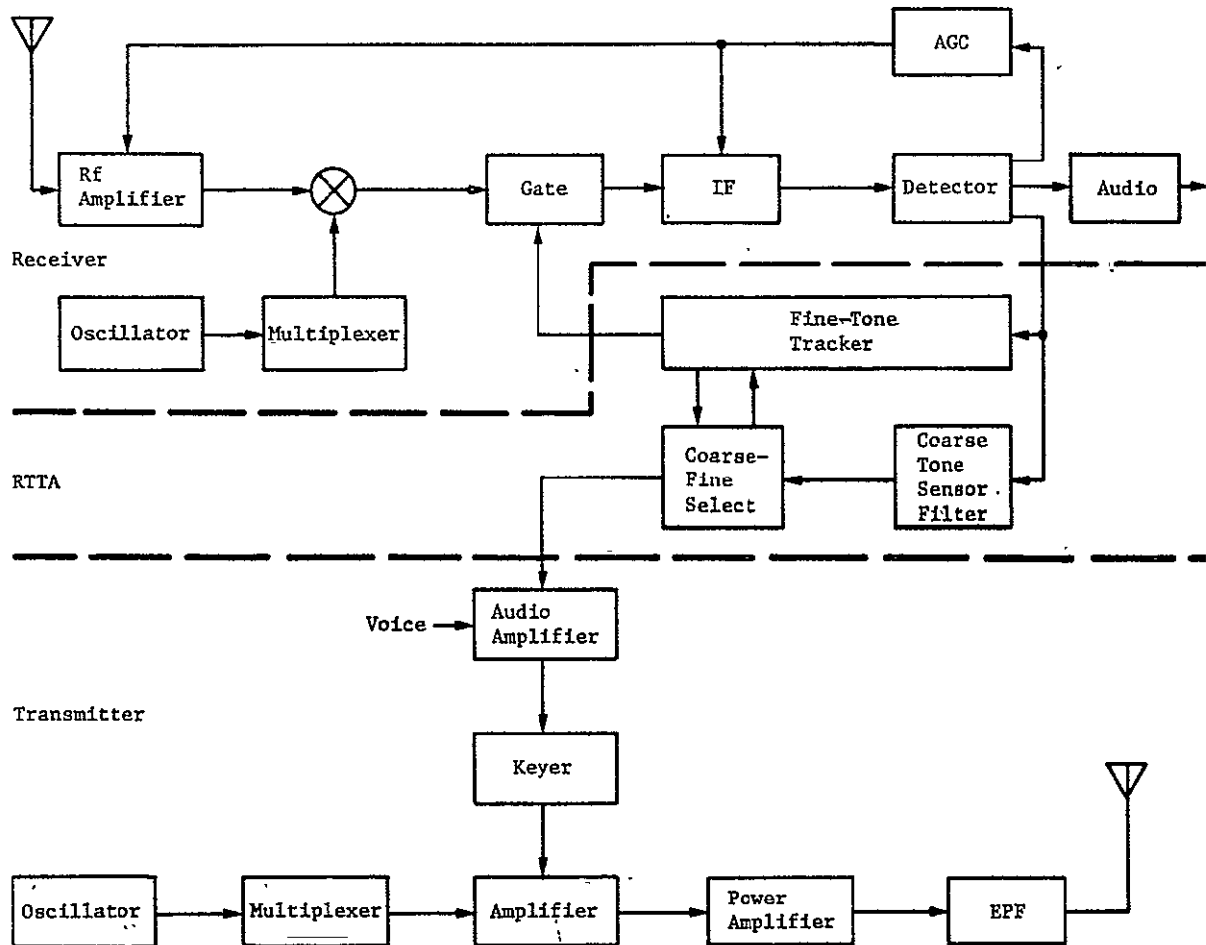 AGC
Rf
Amplifier
Gate
IF
Detector
Audio
Receiver
Oscillator
Multiplexer
Fine-Tone
Tracker
RTTA
Coarse-
Fine
Select
Coarse
Tone
Sensor
Filter
Voice
Audio
Amplifier
Transmitter
Keyer
Oscillator
Multiplexer
Amplifier
Power
Amplifier
EPF